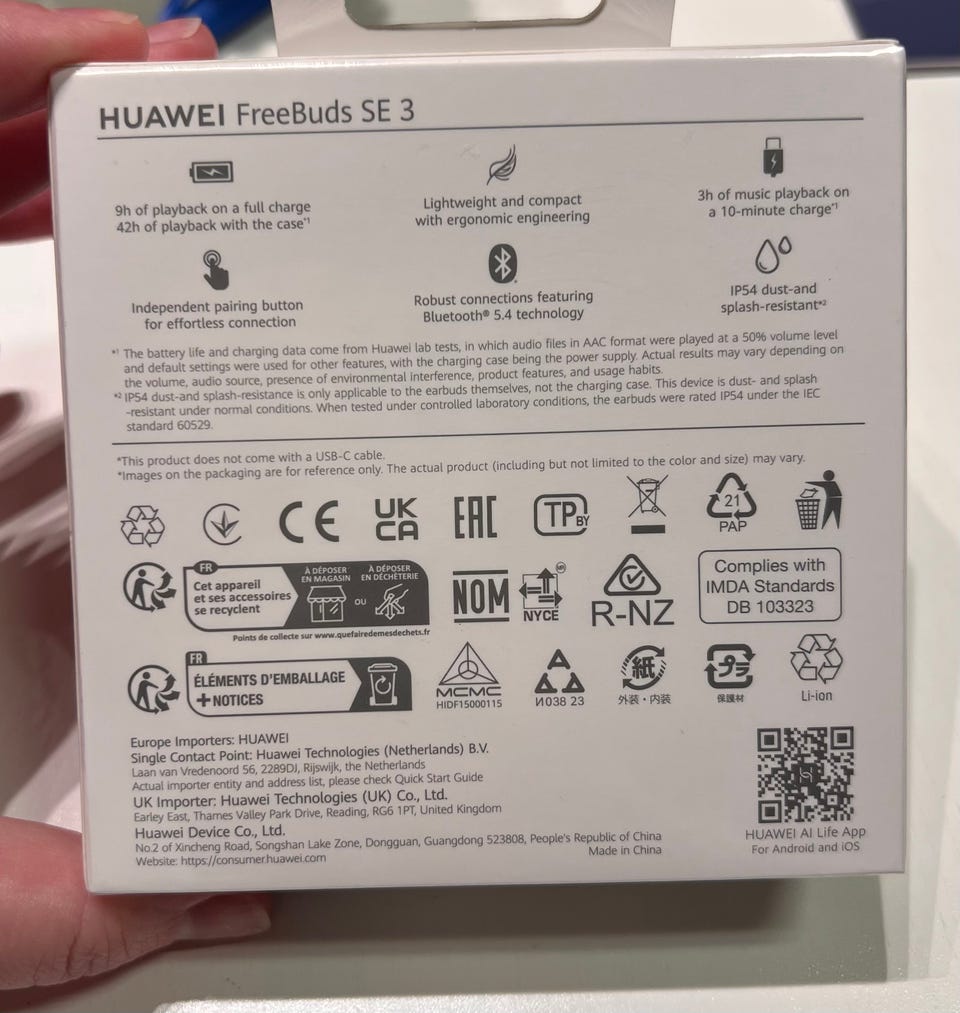 HUAWEI FreeBuds SE 3
9h of playback on a full charge
42h of playback with the case*1
Lightweight and compact
with ergonomic engineering
3h of music playback on
a 10-minute charge*1
Independent pairing button
for effortless connection
Robust connections featuring
Bluetooth® 5.4 technology
IP54 dust-and
splash-resistant*2
*1 The battery life and charging data come from Huawei lab tests, in which audio files in AAC format were played at a 50% volume level
and default settings were used for other features, with the charging case being the power supply. Actual results may vary depending on
the volume, audio source, presence of environmental interference, product features, and usage habits.
*2 IP54 dust-and splash-resistance is only applicable to the earbuds themselves, not the charging case. This device is dust- and splash
-resistant under normal conditions. When tested under controlled laboratory conditions, the earbuds were rated IP54 under the IEC
standard 60529.
*This product does not come with a USB-C cable.
*Images on the packaging are for reference only. The actual product (including but not limited to the color and size) may vary.
CE
UK
CA
EAC
TP BY
21
PAP
FR
Cet appareil
et ses accessoires
se recyclent
À DÉPOSER
EN MAGASIN
OU
À DÉPOSER
EN DÉCHÈTERIE
Points de collecte sur www.quefairedemesdechets.fr
NOM
NYCE
MR
R-NZ
Complies with
IMDA Standards
DB 103323
FR
ÉLÉMENTS D'EMBALLAGE
+NOTICES
MCMC
HIDF15000115
И038 23
紙
外装・内装
プラ
保護材
Li-ion
Europe Importers: HUAWEI
Single Contact Point: Huawei Technologies (Netherlands) B.V.
Laan van Vredenoord 56, 2289DJ, Rijswijk, the Netherlands
Actual importer entity and address list, please check Quick Start Guide
UK Importer: Huawei Technologies (UK) Co., Ltd.
Earley East, Thames Valley Park Drive, Reading, RG6 1PT, United Kingdom
Huawei Device Co., Ltd.
No.2 of Xincheng Road, Songshan Lake Zone, Dongguan, Guangdong 523808, People's Republic of China
Website: https://consumer.huawei.com
Made in China
HUAWEI AI Life App
For Android and iOS